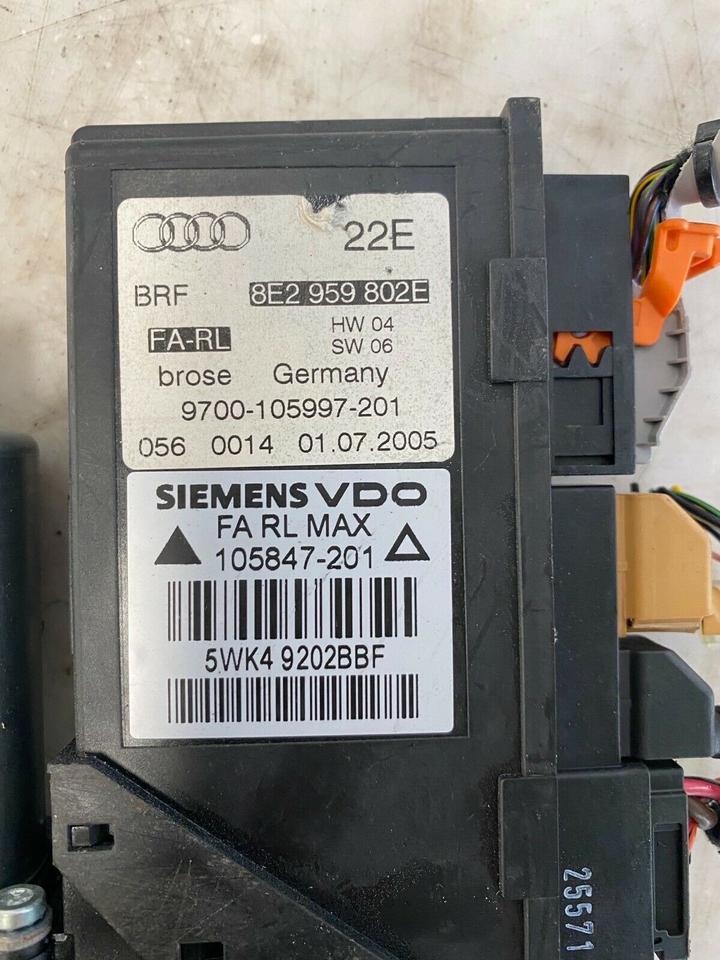 22E
BRF 8E2 959 802E
FA-RL HW 04
SW 06
brose Germany
9700-105997-201
056 0014 01.07.2005
SIEMENS VDO
FA RL MAX
105847-201
5WK4 9202BBF
25571